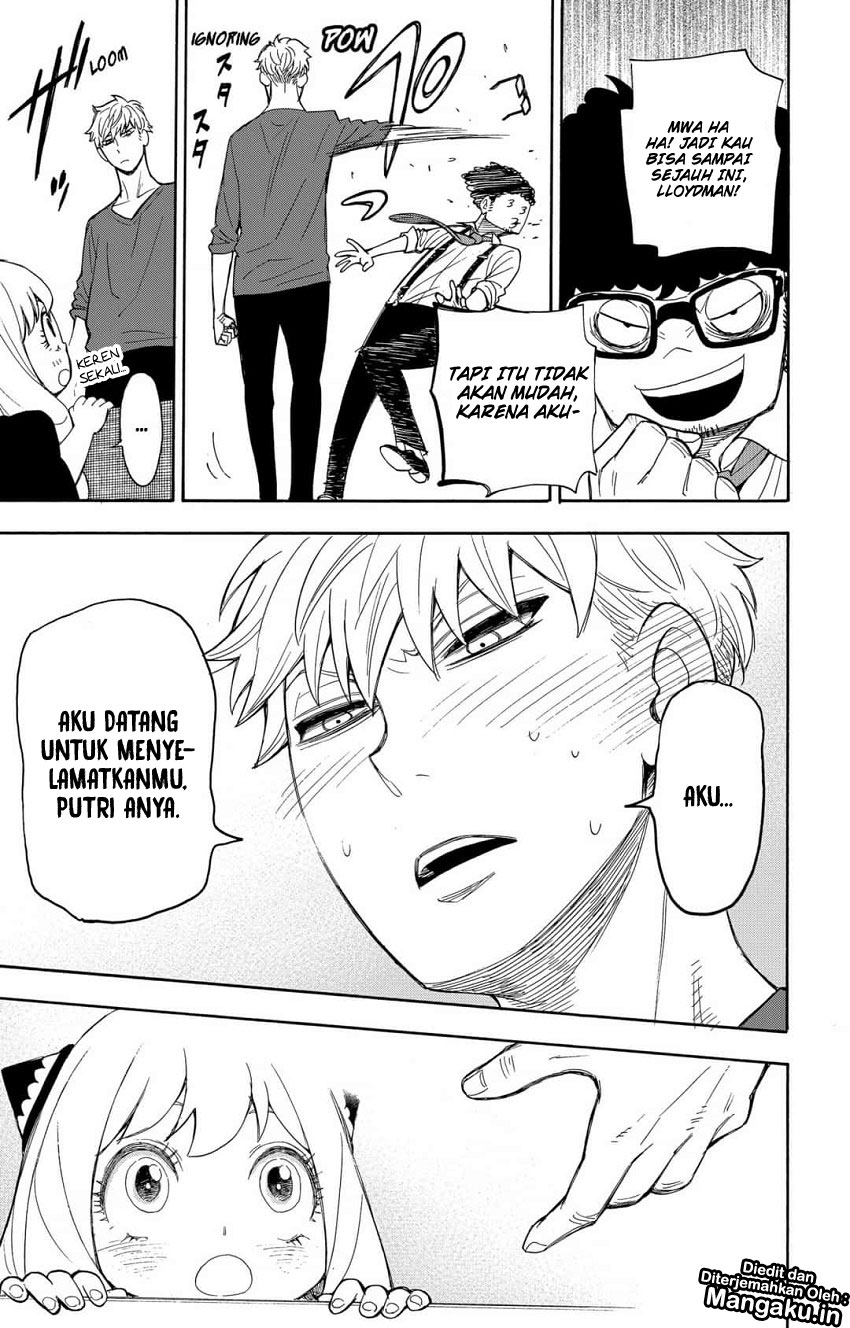 MWA HA
HA! JADI KAU
BISA SAMPAI
SEJAUH INI,
LLOYDMAN!
TAPI ITU TIDAK
AKAN MUDAH,
KARENA AKU-
POW
IGNORING
スタ
スタ
LOOM
KEREN
SEKALI..
...
AKU...
AKU DATANG
UNTUK MENYE-
LAMATKANMU,
PUTRI ANYA.
Diedit dan
Diterjemahkan Oleh :
Mangaku.in